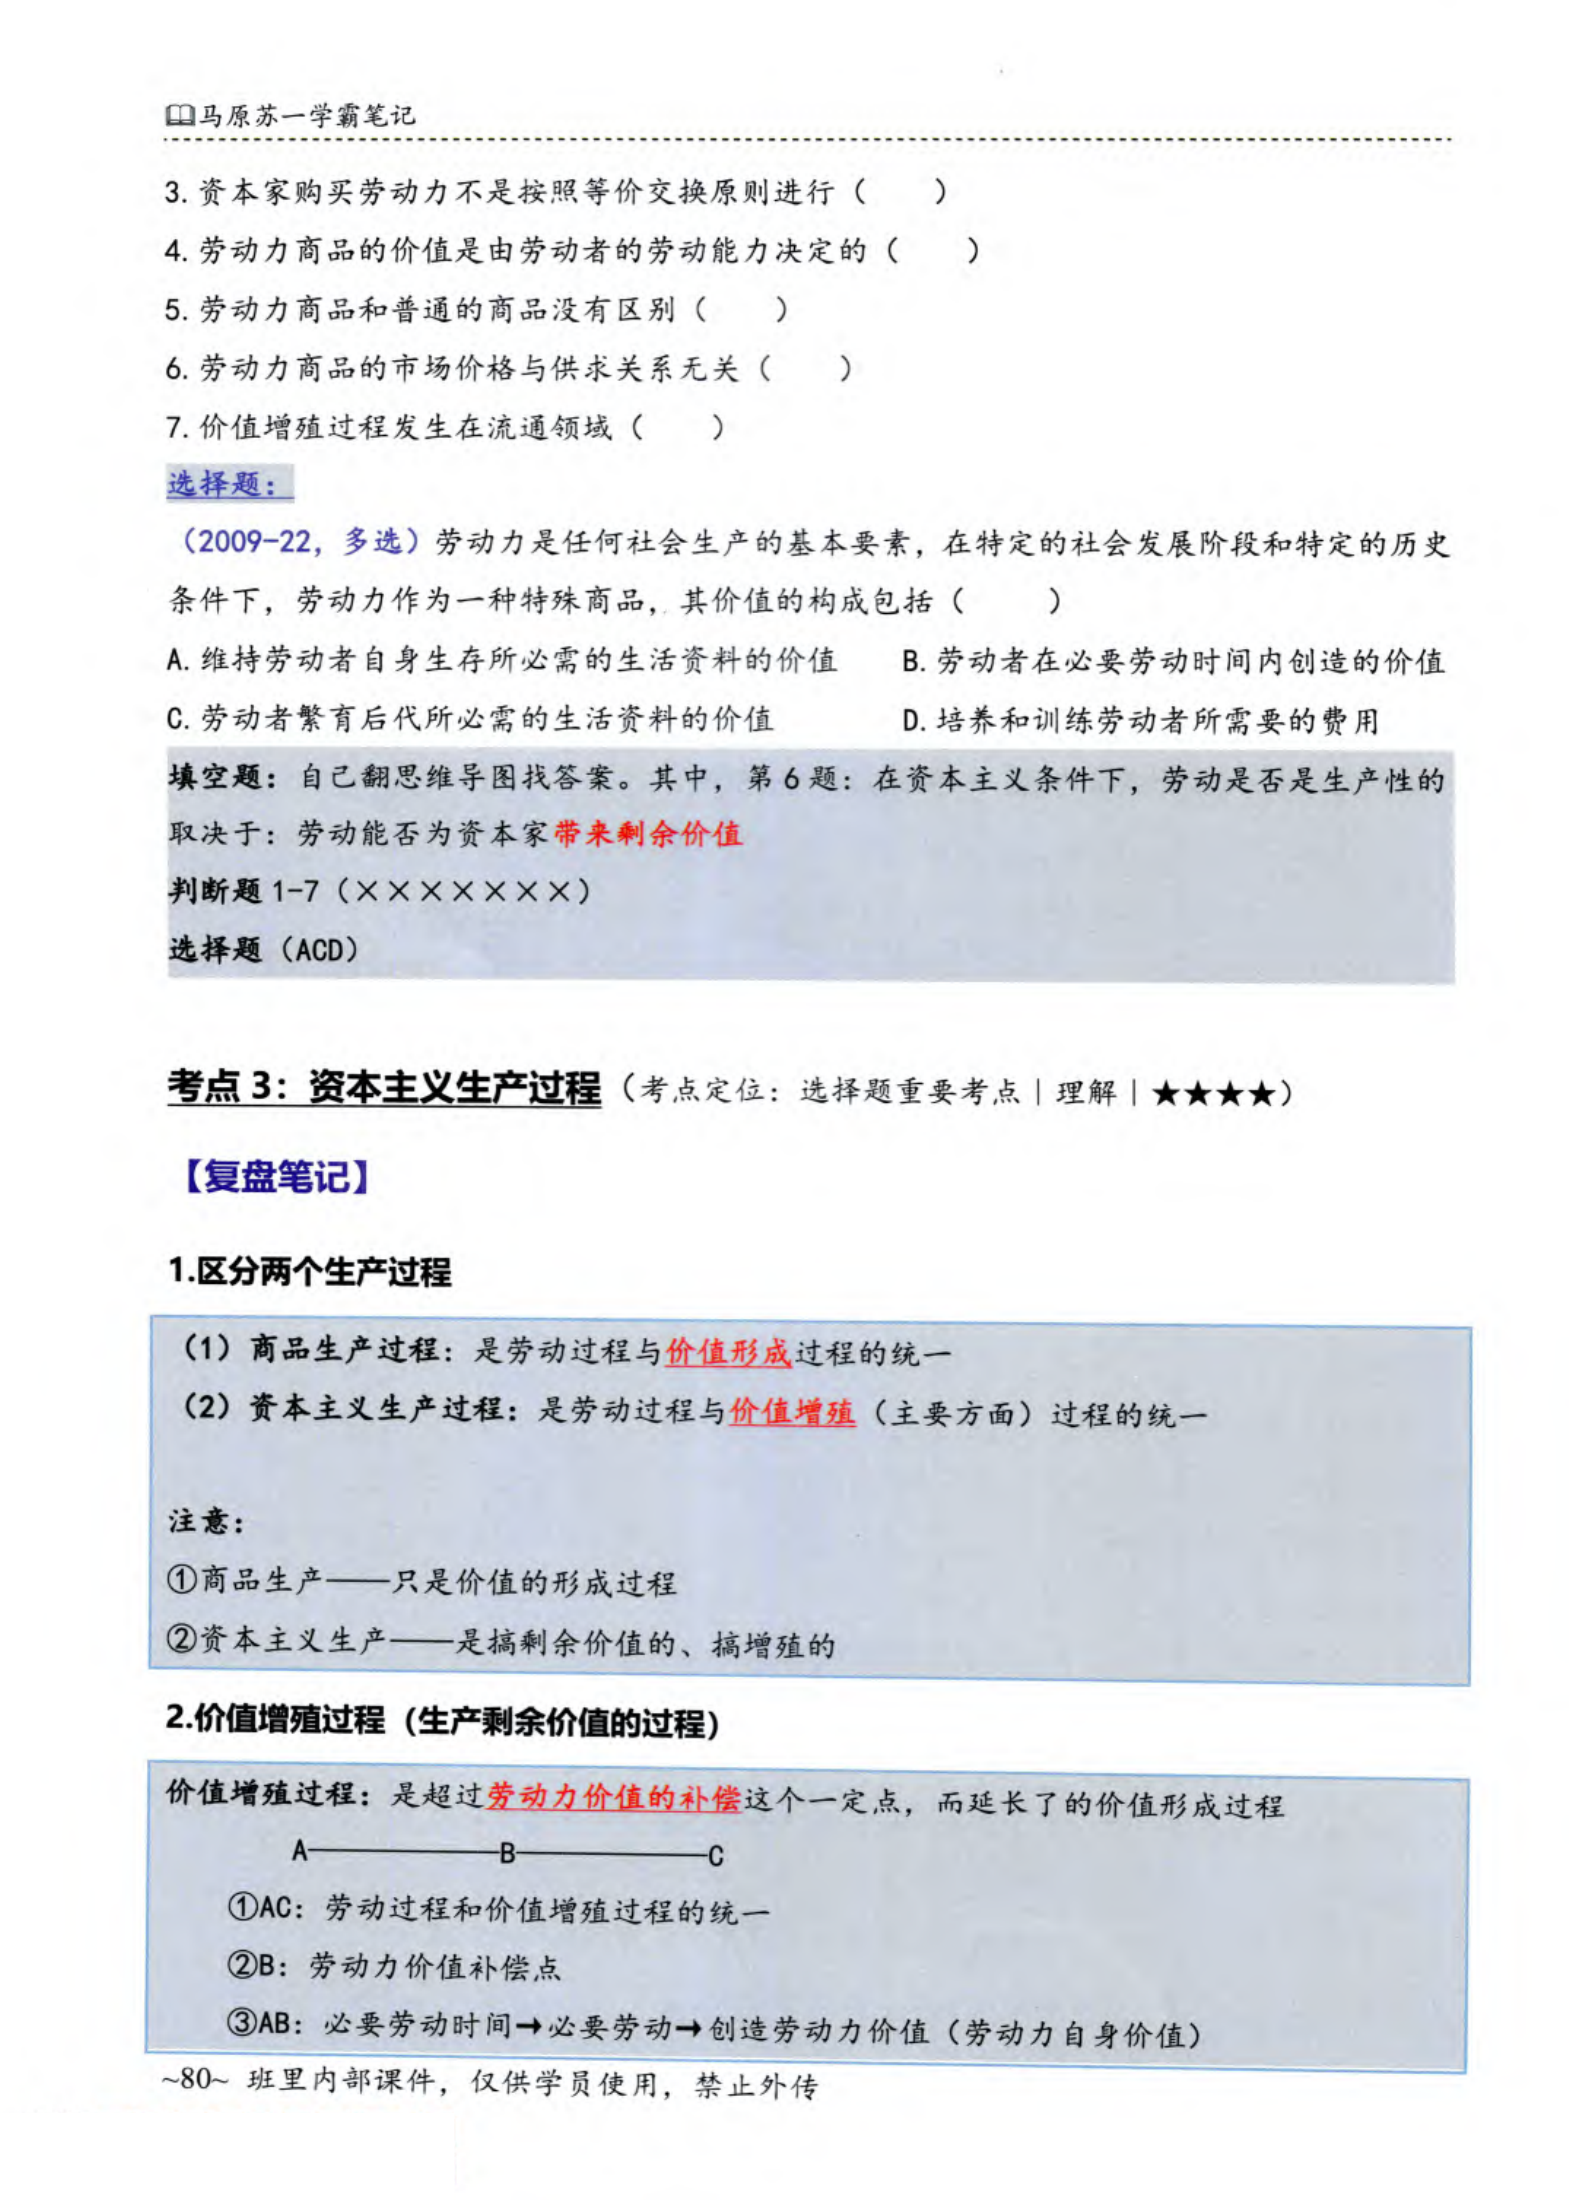 马原苏一学霸笔记
3. 资本家购买劳动力不是按照等价交换原则进行（　　）
4. 劳动力商品的价值是由劳动者的劳动能力决定的（　　）
5. 劳动力商品和普通的商品没有区别（　　）
6. 劳动力商品的市场价格与供求关系无关（　　）
7. 价值增殖过程发生在流通领域（　　）
选择题：
（2009-22，多选）劳动力是任何社会生产的基本要素，在特定的社会发展阶段和特定的历史
条件下，劳动力作为一种特殊商品，其价值的构成包括（　　）
A. 维持劳动者自身生存所必需的生活资料的价值　　B. 劳动者在必要劳动时间内创造的价值
C. 劳动者繁育后代所必需的生活资料的价值　　D. 培养和训练劳动者所需要的费用
填空题：自己翻思维导图找答案。其中，第 6 题：在资本主义条件下，劳动是否是生产性的
取决于：劳动能否为资本家带来剩余价值
判断题 1-7（×××××××）
选择题（ACD）
考点 3：资本主义生产过程（考点定位：选择题重要考点｜理解｜★★★★）
【复盘笔记】
1.区分两个生产过程
（1）商品生产过程：是劳动过程与价值形成过程的统一
（2）资本主义生产过程：是劳动过程与价值增殖（主要方面）过程的统一
注意：
①商品生产——只是价值的形成过程
②资本主义生产——是搞剩余价值的、搞增殖的
2.价值增殖过程（生产剩余价值的过程）
价值增殖过程：是超过劳动力价值的补偿这个一定点，而延长了的价值形成过程
A————B————C
①AC：劳动过程和价值增殖过程的统一
②B：劳动力价值补偿点
③AB：必要劳动时间→必要劳动→创造劳动力价值（劳动力自身价值）
~80~ 班里内部课件，仅供学员使用，禁止外传